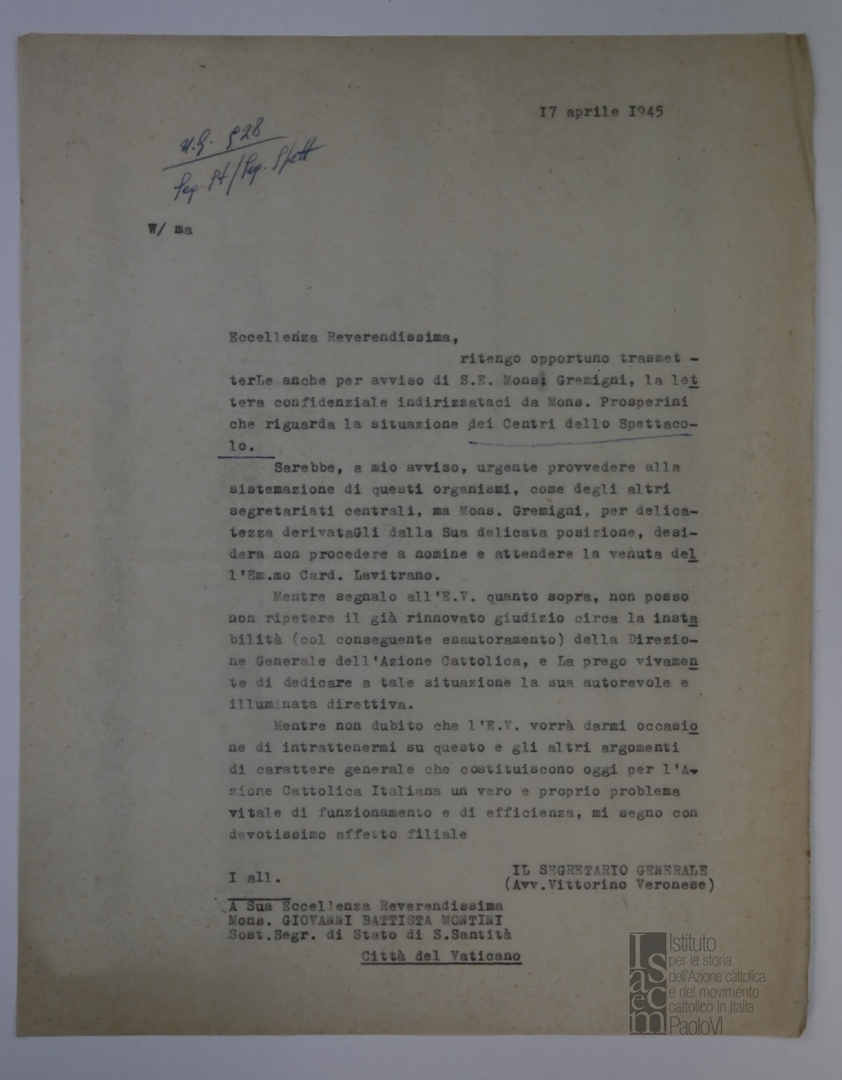 17 aprile 1945
928
W/ ma
Eccellenza Reverendissima,
ritengo opportuno trasmet -
terLe anche per avviso di S.E. Mons; Gremigni, la let
tera confidenziale indirizzataci da Mons. Prosperini
che riguarda la situazione dei Centri dello Spettaco-
lo.
Sarebbe, a mio avviso, urgente provvedere alla
sistemazione di questi organismi, come degli altri
segretariati centrali, ma Mons. Gremigni, per delica-
tezza derivataGli dalla Sua delicata posizione, desi-
dera non procedere a nomine e attendere la venuta del
l'Em.mo Card. Lavitrano.
Mentre segnalo all'E.V. quanto sopra, non posso
non ripetere il già rinnovato giudizio circa la insta
bilità (col conseguente esautoramento) della Direzio-
ne Generale dell'Azione Cattolica, e La prego vivamen
te di dedicare a tale situazione la sua autorevole e
illuminata direttiva.
Mentre non dubito che l'E.V. vorrà darmi occasio
ne di intrattenermi su questo e gli altri argomenti
di carattere generale che costituiscono oggi per l'A-
zione Cattolica Italiana un vero e proprio problema
vitale di funzionamento e di efficienza, mi segno con
devotissimo affetto filiale
I all.
IL SEGRETARIO GENERALE
(Avv.Vittorino Veronese)
A Sua Eccellenza Reverendissima
Mons. GIOVANNI BATTISTA MONTINI
Sost.Segr. di Stato di S.Santità
Città del Vaticano
Isacem
Istituto
per la storia
dell'Azione cattolica
e del movimento
cattolico in Italia
PaoloVI